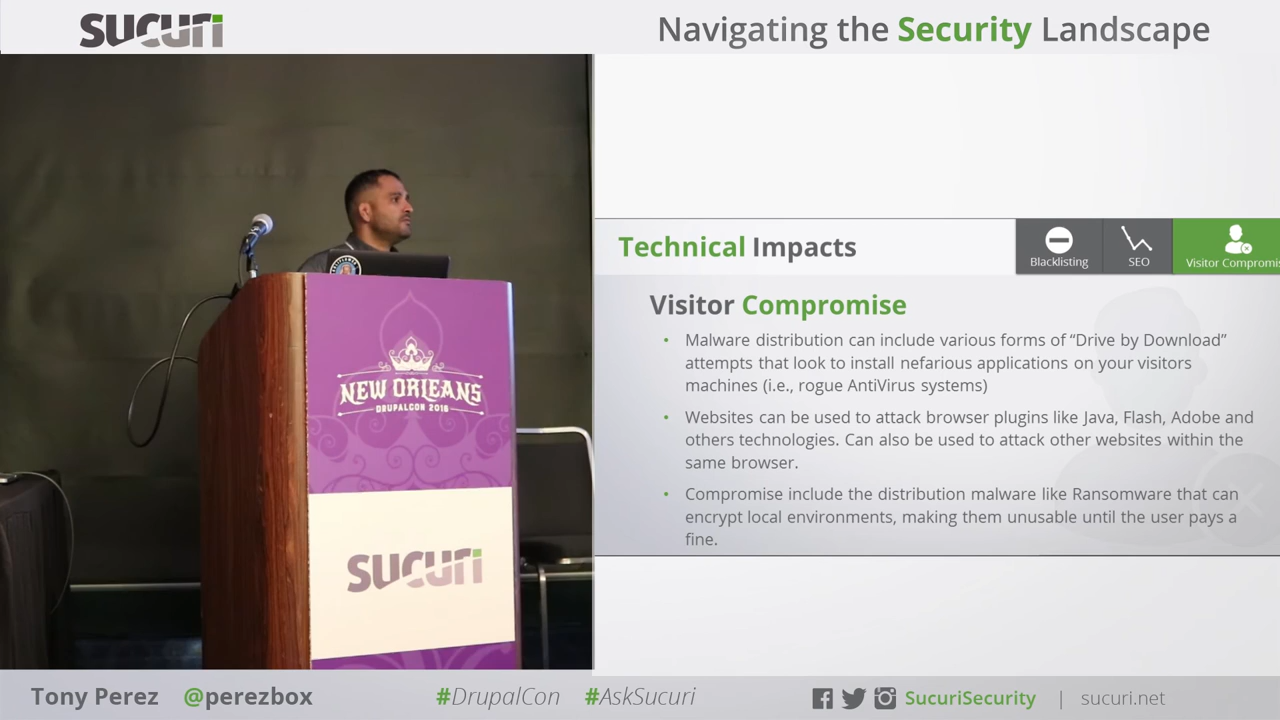 sucuri
Navigating the Security Landscape
NEW ORLEANS
DRUPALCON 2016
sucuri
Technical Impacts
Blacklisting
SEO
Visitor Compromis
Visitor Compromise
• Malware distribution can include various forms of “Drive by Download”
attempts that look to install nefarious applications on your visitors
machines (i.e., rogue AntiVirus systems)
• Websites can be used to attack browser plugins like Java, Flash, Adobe and
others technologies. Can also be used to attack other websites within the
same browser.
• Compromise include the distribution malware like Ransomware that can
encrypt local environments, making them unusable until the user pays a
fine.
Tony Perez @perezbox #DrupalCon #AskSucuri SucuriSecurity | sucuri.net